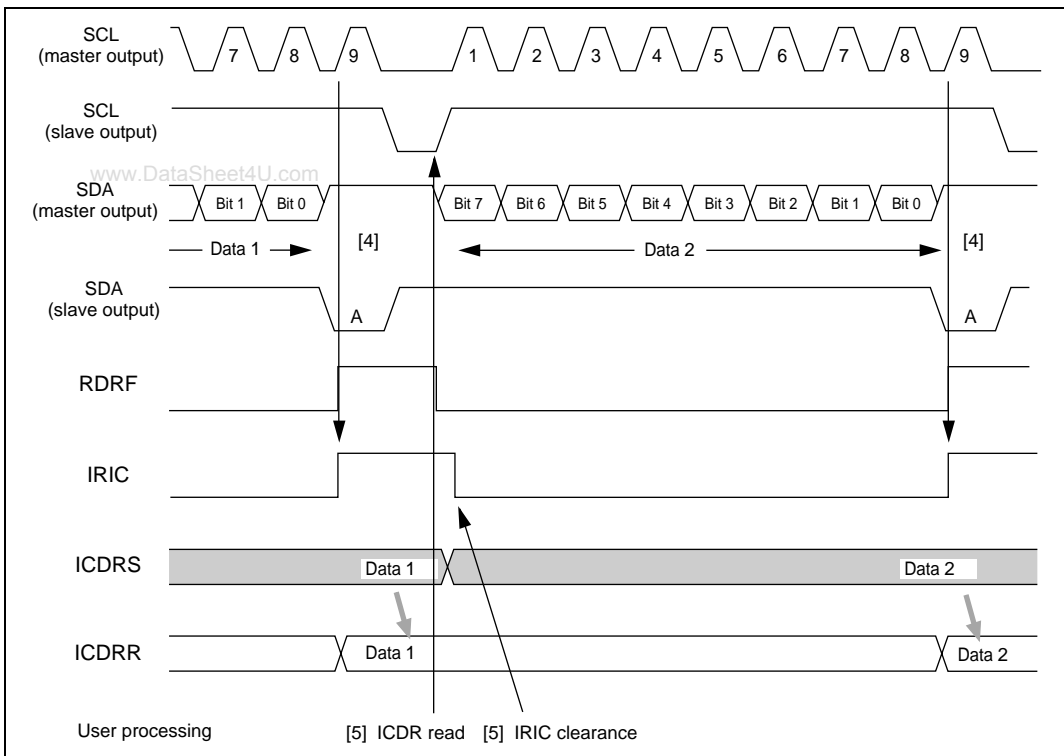 SCL
(master output)
7 8 9 1 2 3 4 5 6 7 8 9
SCL
(slave output)
www.DataSheet4U.com
SDA
(master output)
Bit 1 Bit 0 Bit 7 Bit 6 Bit 5 Bit 4 Bit 3 Bit 2 Bit 1 Bit 0
Data 1 [4] Data 2 [4]
SDA
(slave output)
A A
RDRF
IRIC
ICDRS
Data 1 Data 2
ICDRR
Data 1 Data 2
User processing [5] ICDR read [5] IRIC clearance